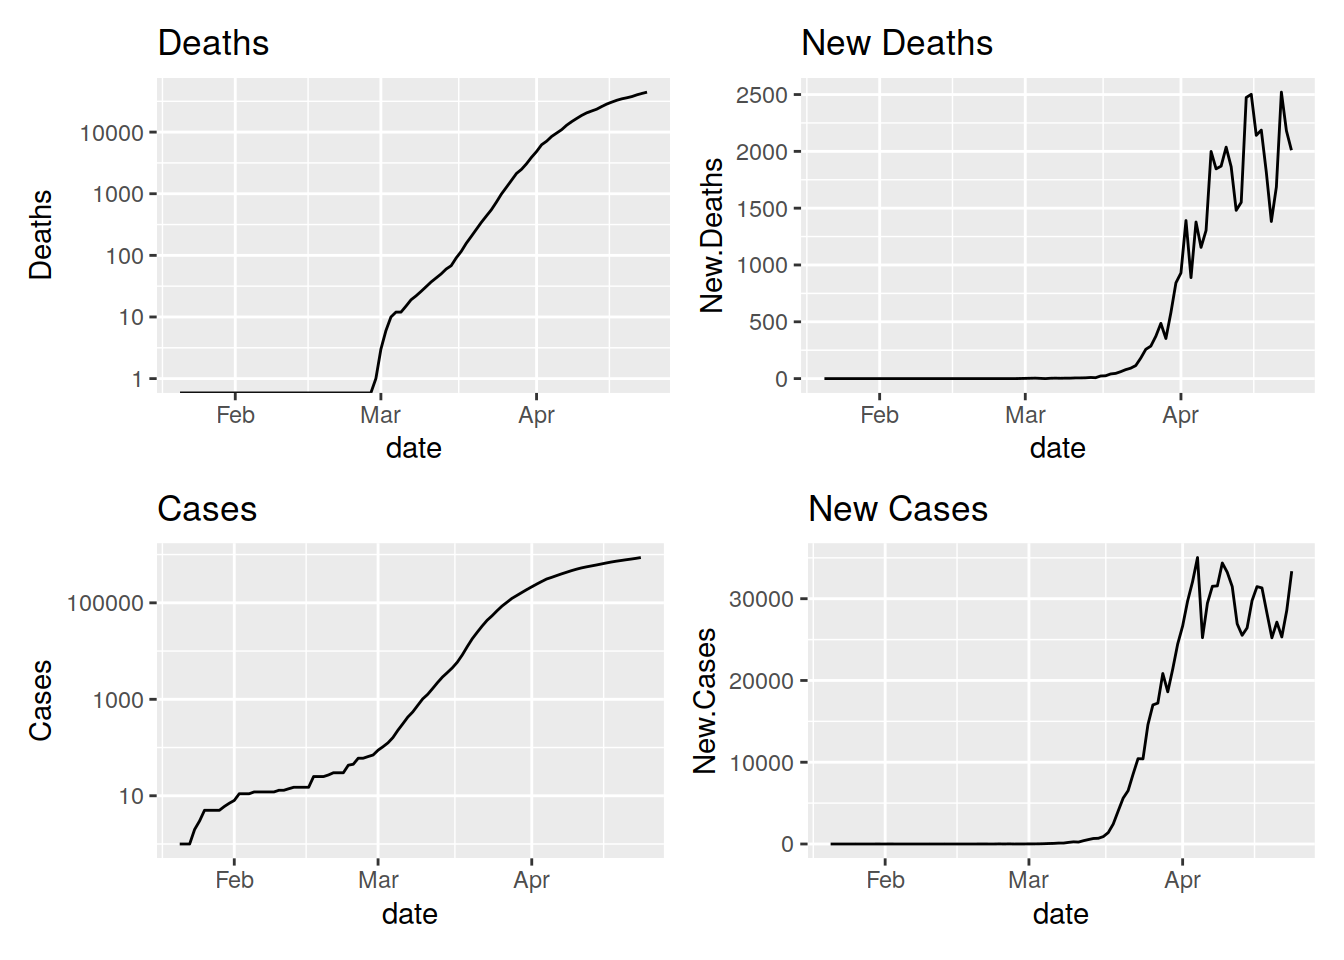 Deaths
Deaths
10000
1000
100
10
1
Feb Mar Apr
date
New Deaths
New.Deaths
2500
2000
1500
1000
500
0
Feb Mar Apr
date
Cases
Cases
100000
1000
10
Feb Mar Apr
date
New Cases
New.Cases
30000
20000
10000
0
Feb Mar Apr
date